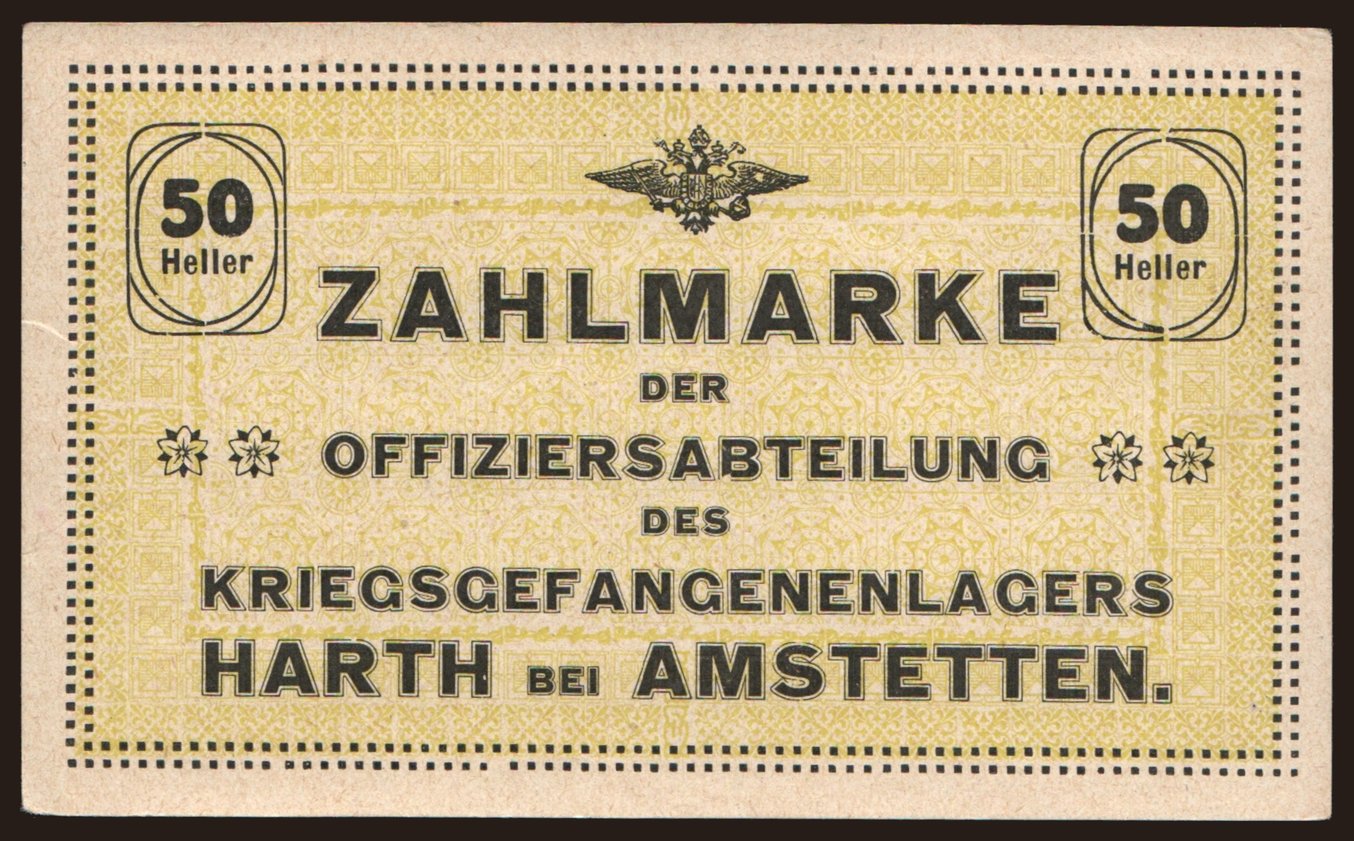 50
Heller
50
Heller
ZAHLMARKE
DER
OFFIZIERSABTEILUNG
DES
KRIEGSGEFANGENENLAGERS
HARTH BEI AMSTETTEN.